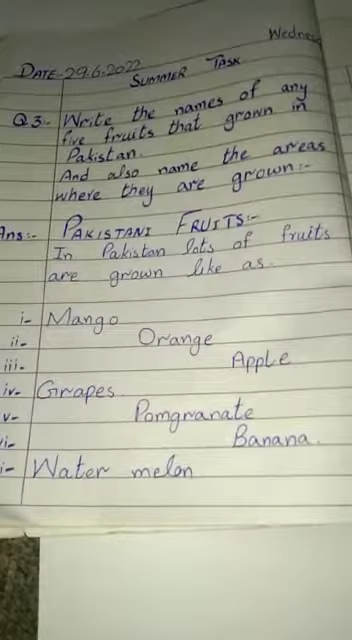 Wednes
DATE-29.6.2022
SUMMER TASK
Q3:- Write the names of any
five fruits that grown in
Pakistan.
And also name the areas
where they are grown:-
Ans:- PAKISTANI FRUITS:-
In Pakistan lots of fruits
are grown like as.
i- Mango
ii- Orange
iii. Apple
iv- Grapes
v- Pomgranate
vi- Banana.
i- Water melon